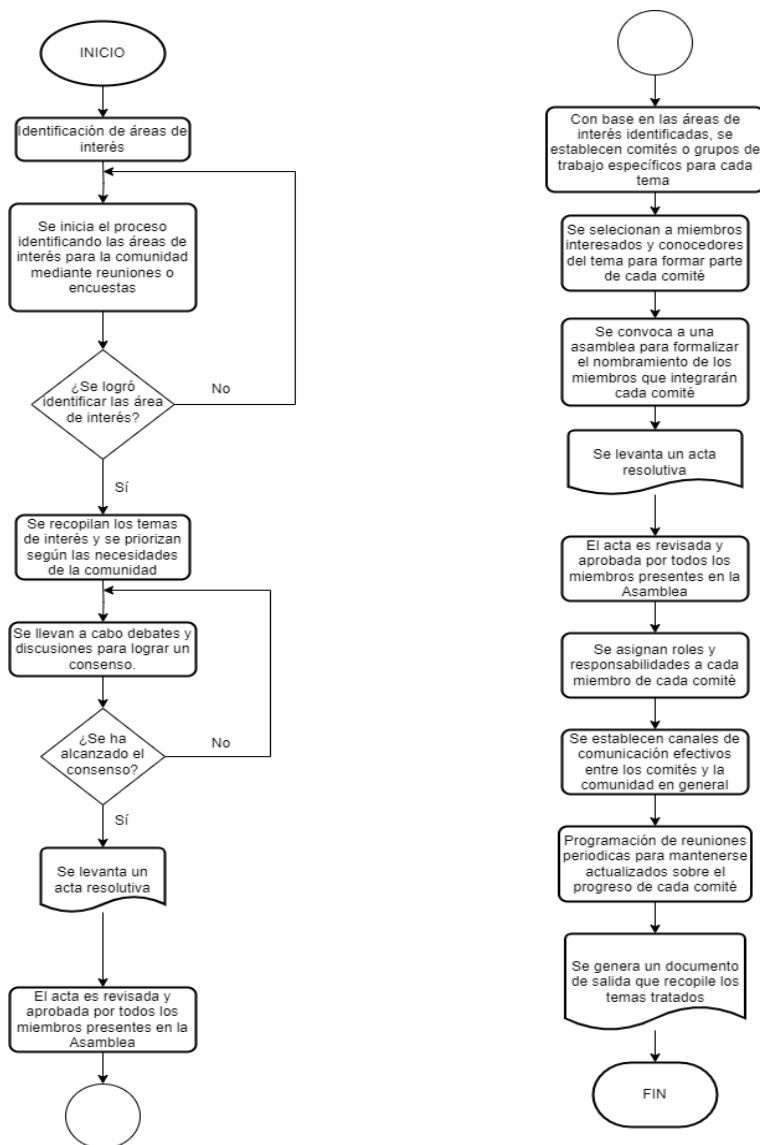 INICIO
Identificación de áreas de
interés
Se inicia el proceso
identificando las áreas de
interés para la comunidad
mediante reuniones o
encuestas
¿Se logró
identificar las área
de interés?
No
Sí
Se recopilan los temas
de interés y se priorizan
según las necesidades
de la comunidad
Se llevan a cabo debates y
discusiones para lograr un
consenso.
¿Se ha
alcanzado el
consenso?
No
Sí
Se levanta un
acta resolutiva
El acta es revisada y
aprobada por todos los
miembros presentes en la
Asamblea
Con base en las áreas de
interés identificadas, se
establecen comités o grupos de
trabajo específicos para cada
tema
Se selecionan a miembros
interesados y conocedores
del tema para formar parte
de cada comité
Se convoca a una
asamblea para formalizar
el nombramiento de los
miembros que integrarán
cada comité
Se levanta un acta
resolutiva
El acta es revisada y
aprobada por todos los
miembros presentes en la
Asamblea
Se asignan roles y
responsabilidades a cada
miembro de cada comité
Se establecen canales de
comunicación efectivos
entre los comités y la
comunidad en general
Programación de reuniones
periodicas para mantenerse
actualizados sobre el
progreso de cada comité
Se genera un documento
de salida que recopile los
temas tratados
FIN